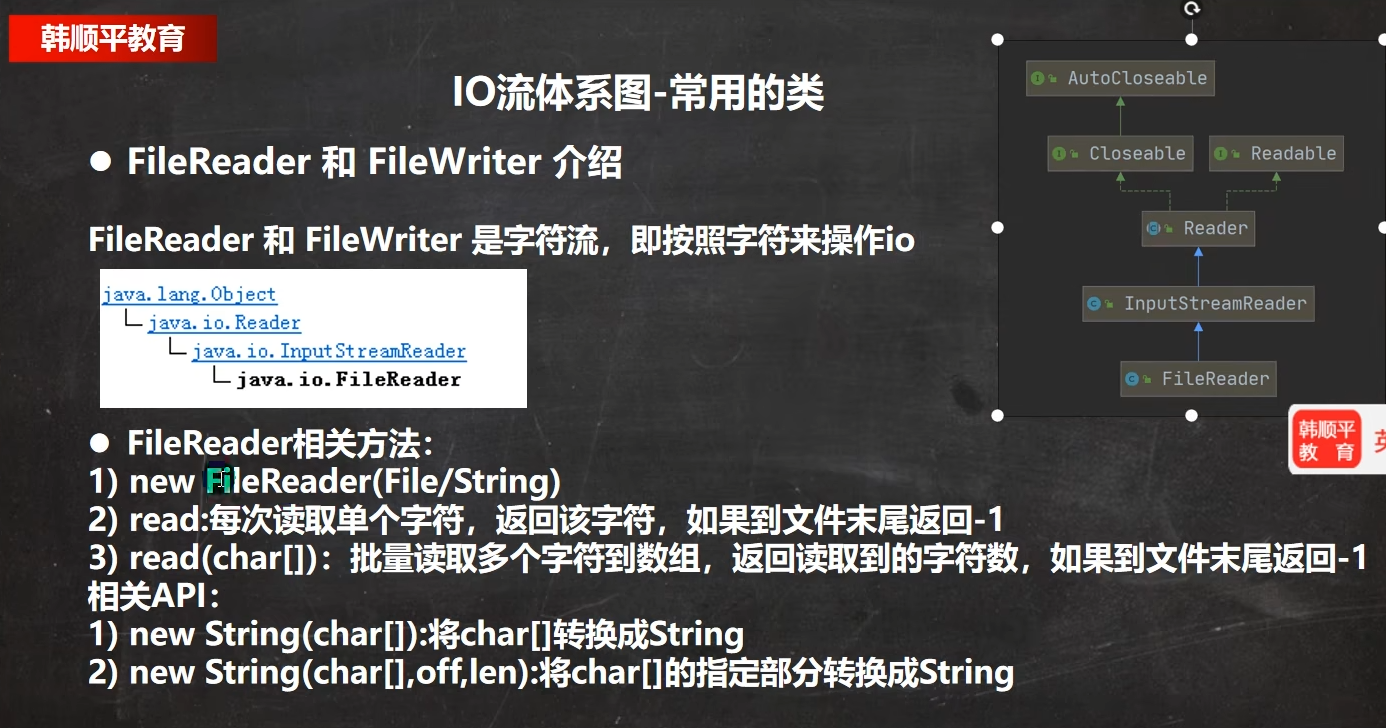 韩顺平教育
IO流体系图-常用的类
● FileReader 和 FileWriter 介绍
FileReader 和 FileWriter 是字符流，即按照字符来操作io
java.lang.Object
java.io.Reader
java.io.InputStreamReader
java.io.FileReader
● FileReader相关方法：
1) new FileReader(File/String)
2) read:每次读取单个字符，返回该字符，如果到文件末尾返回-1
3) read(char[])：批量读取多个字符到数组，返回读取到的字符数，如果到文件末尾返回-1
相关API：
1) new String(char[]):将char[]转换成String
2) new String(char[],off,len):将char[]的指定部分转换成String
AutoCloseable
Closeable
Readable
Reader
InputStreamReader
FileReader
韩顺平
教 育
英